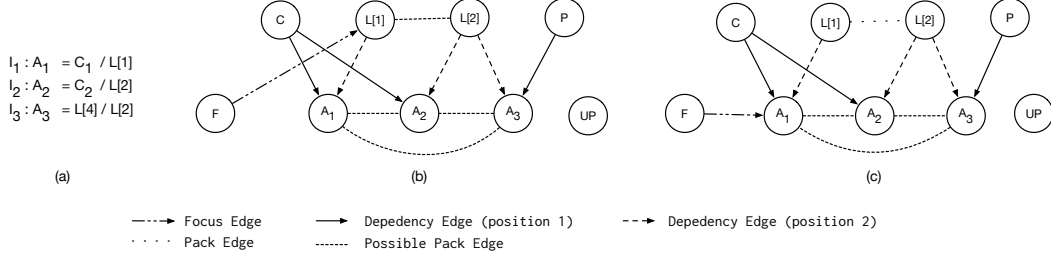 I1 : A1 = C1 / L[1]
I2 : A2 = C2 / L[2]
I3 : A3 = L[4] / L[2]
(a)
C
L[1]
L[2]
P
F
A1
A2
A3
UP
(b)
C
L[1]
L[2]
P
F
A1
A2
A3
UP
(c)
Focus Edge
Depedency Edge (position 1)
Depedency Edge (position 2)
Pack Edge
Possible Pack Edge